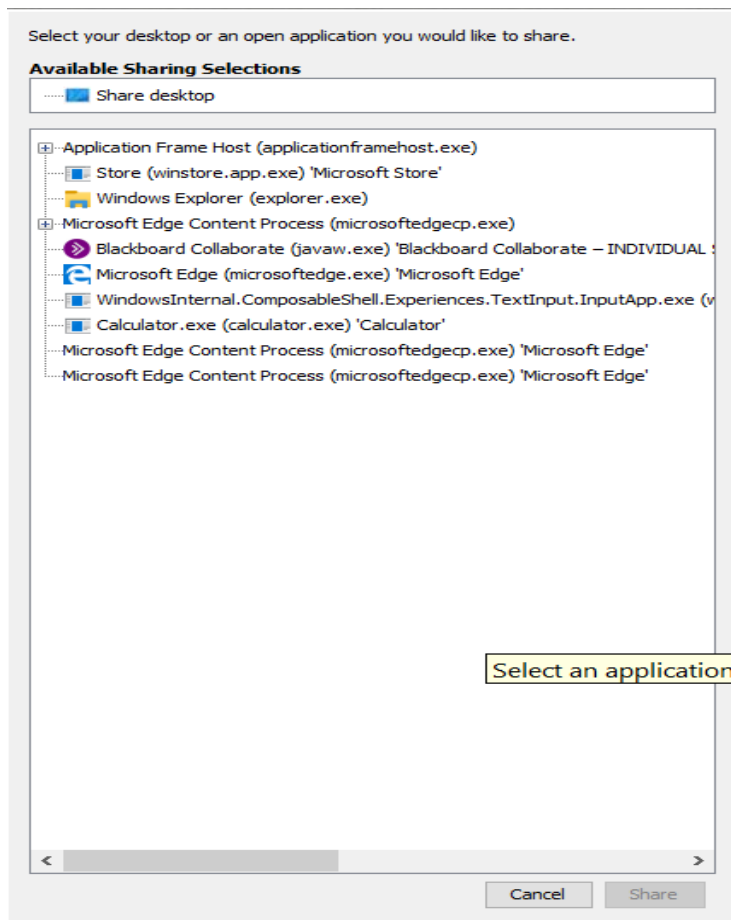 Select your desktop or an open application you would like to share.
Available Sharing Selections
Share desktop
Application Frame Host (applicationframehost.exe)
Store (winstore.app.exe) 'Microsoft Store'
Windows Explorer (explorer.exe)
Microsoft Edge Content Process (microsoftedgecp.exe)
Blackboard Collaborate (javaw.exe) 'Blackboard Collaborate – INDIVIDUAL
Microsoft Edge (microsoftedge.exe) 'Microsoft Edge'
WindowsInternal.ComposableShell.Experiences.TextInput.InputApp.exe (w
Calculator.exe (calculator.exe) 'Calculator'
Microsoft Edge Content Process (microsoftedgecp.exe) 'Microsoft Edge'
Microsoft Edge Content Process (microsoftedgecp.exe) 'Microsoft Edge'
Select an application
Cancel Share